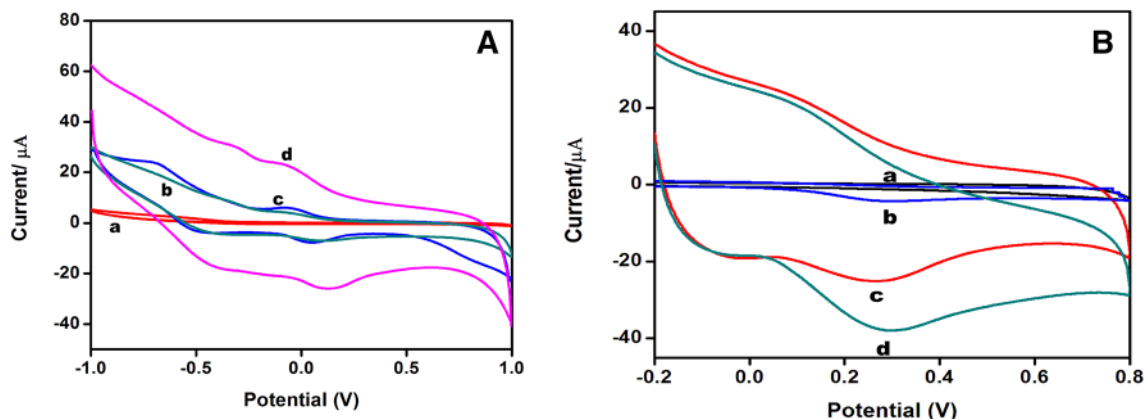 A
80
60
40
20
0
-20
-40
Current/ μA
a
b
c
d
-1.0
-0.5
0.0
0.5
1.0
Potential (V)
B
40
20
0
-20
-40
Current/μA
a
b
c
d
-0.2
0.0
0.2
0.4
0.6
0.8
Potential (V)